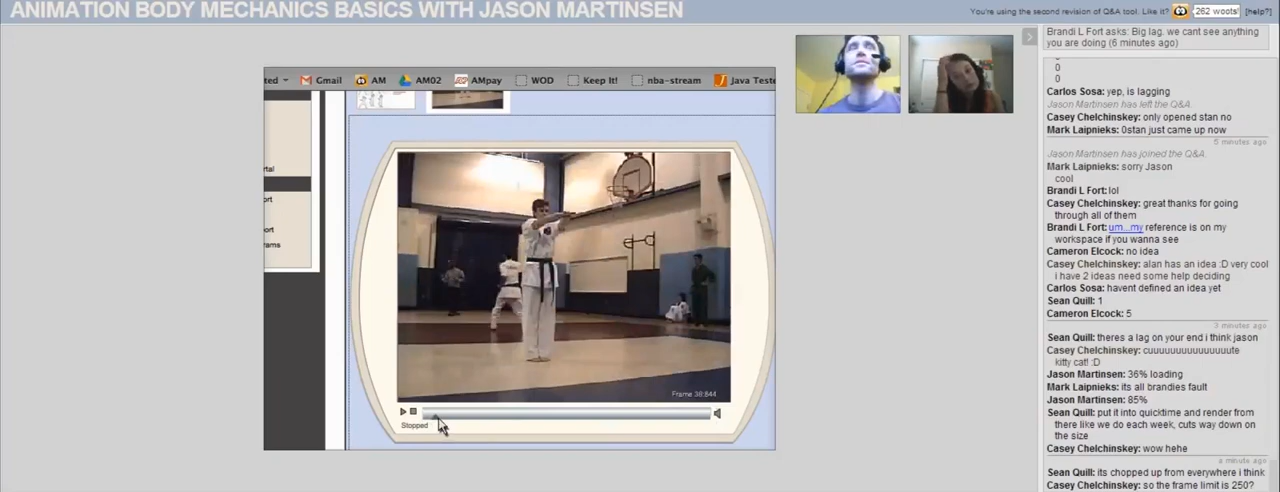 ANIMATION BODY MECHANICS BASICS WITH JASON MARTINSEN
You're using the second revision of Q&A tool. Like it? 262 woots! [help?]
ted Gmail AM AM02 AMpay WOD Keep It! nba-stream Java Teste
rtal
ort
port
rams
Frame 38:844
Stopped
Brandi L Fort asks: Big lag. we cant see anything
you are doing (6 minutes ago)
0
0
Carlos Sosa: yep, is lagging
Jason Martinsen has left the Q&A.
Casey Chelchinskey: only opened stan no
Mark Laipnieks: 0stan just came up now
5 minutes ago
Jason Martinsen has joined the Q&A.
Mark Laipnieks: sorry Jason
cool
Brandi L Fort: lol
Casey Chelchinskey: great thanks for going
through all of them
Brandi L Fort: um...my reference is on my
workspace if you wanna see
Cameron Elcock: no idea
Casey Chelchinskey: alan has an idea :D very cool
i have 2 ideas need some help deciding
Carlos Sosa: havent defined an idea yet
Sean Quill: 1
Cameron Elcock: 5
3 minutes ago
Sean Quill: theres a lag on your end i think jason
Casey Chelchinskey: cuuuuuuuuuuuuuuute
kitty cat! :D
Jason Martinsen: 36% loading
Mark Laipnieks: its all brandies fault
Jason Martinsen: 85%
Sean Quill: put it into quicktime and render from
there like we do each week, cuts way down on
the size
Casey Chelchinskey: wow hehe
a minute ago
Sean Quill: its chopped up from everywhere i think
Casey Chelchinskey: so the frame limit is 250?